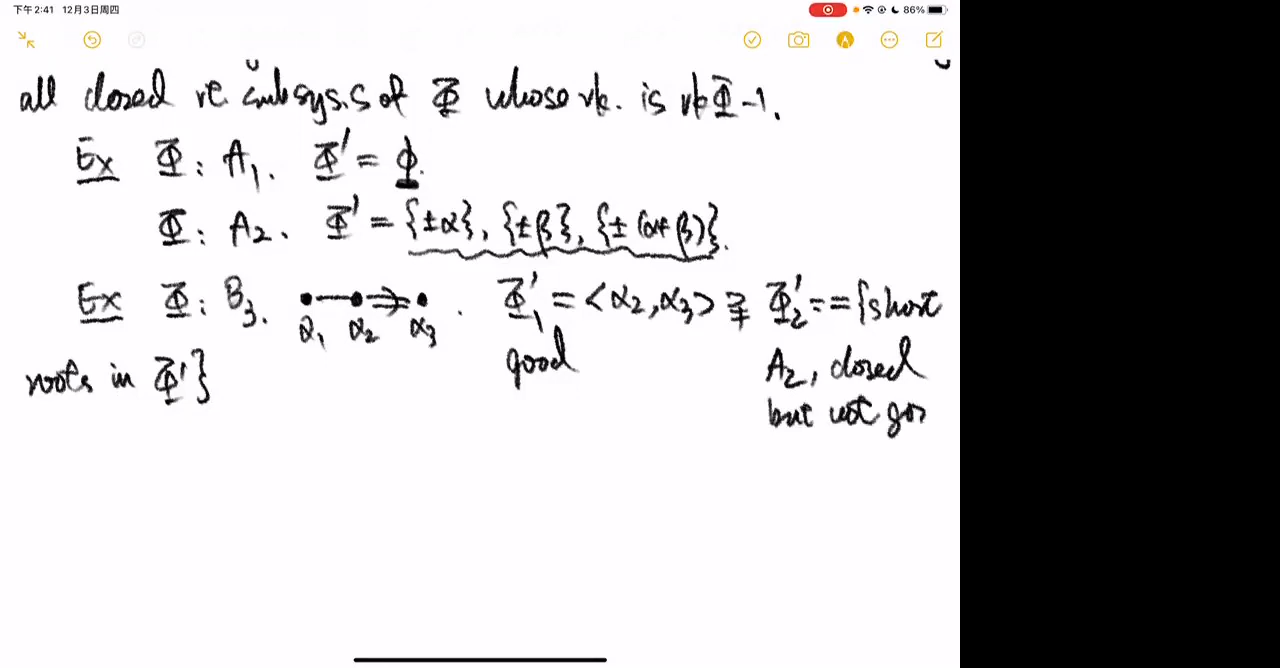 下午2:41 12月3日周四
86%
all closed re. subsys.s of Φ whose rk. is rkΦ-1.
Ex Φ: A₁. Φ' = ϕ.
Φ: A₂. Φ' = {±α}, {±β}, {±(α+β)}.
Ex Φ: B₃. α₁ α₂ α₃ . Φ'₁ = <α₂, α₃> ⊋ Φ'₂ == {short
good
roots in Φ'}
A₂, closed
but not